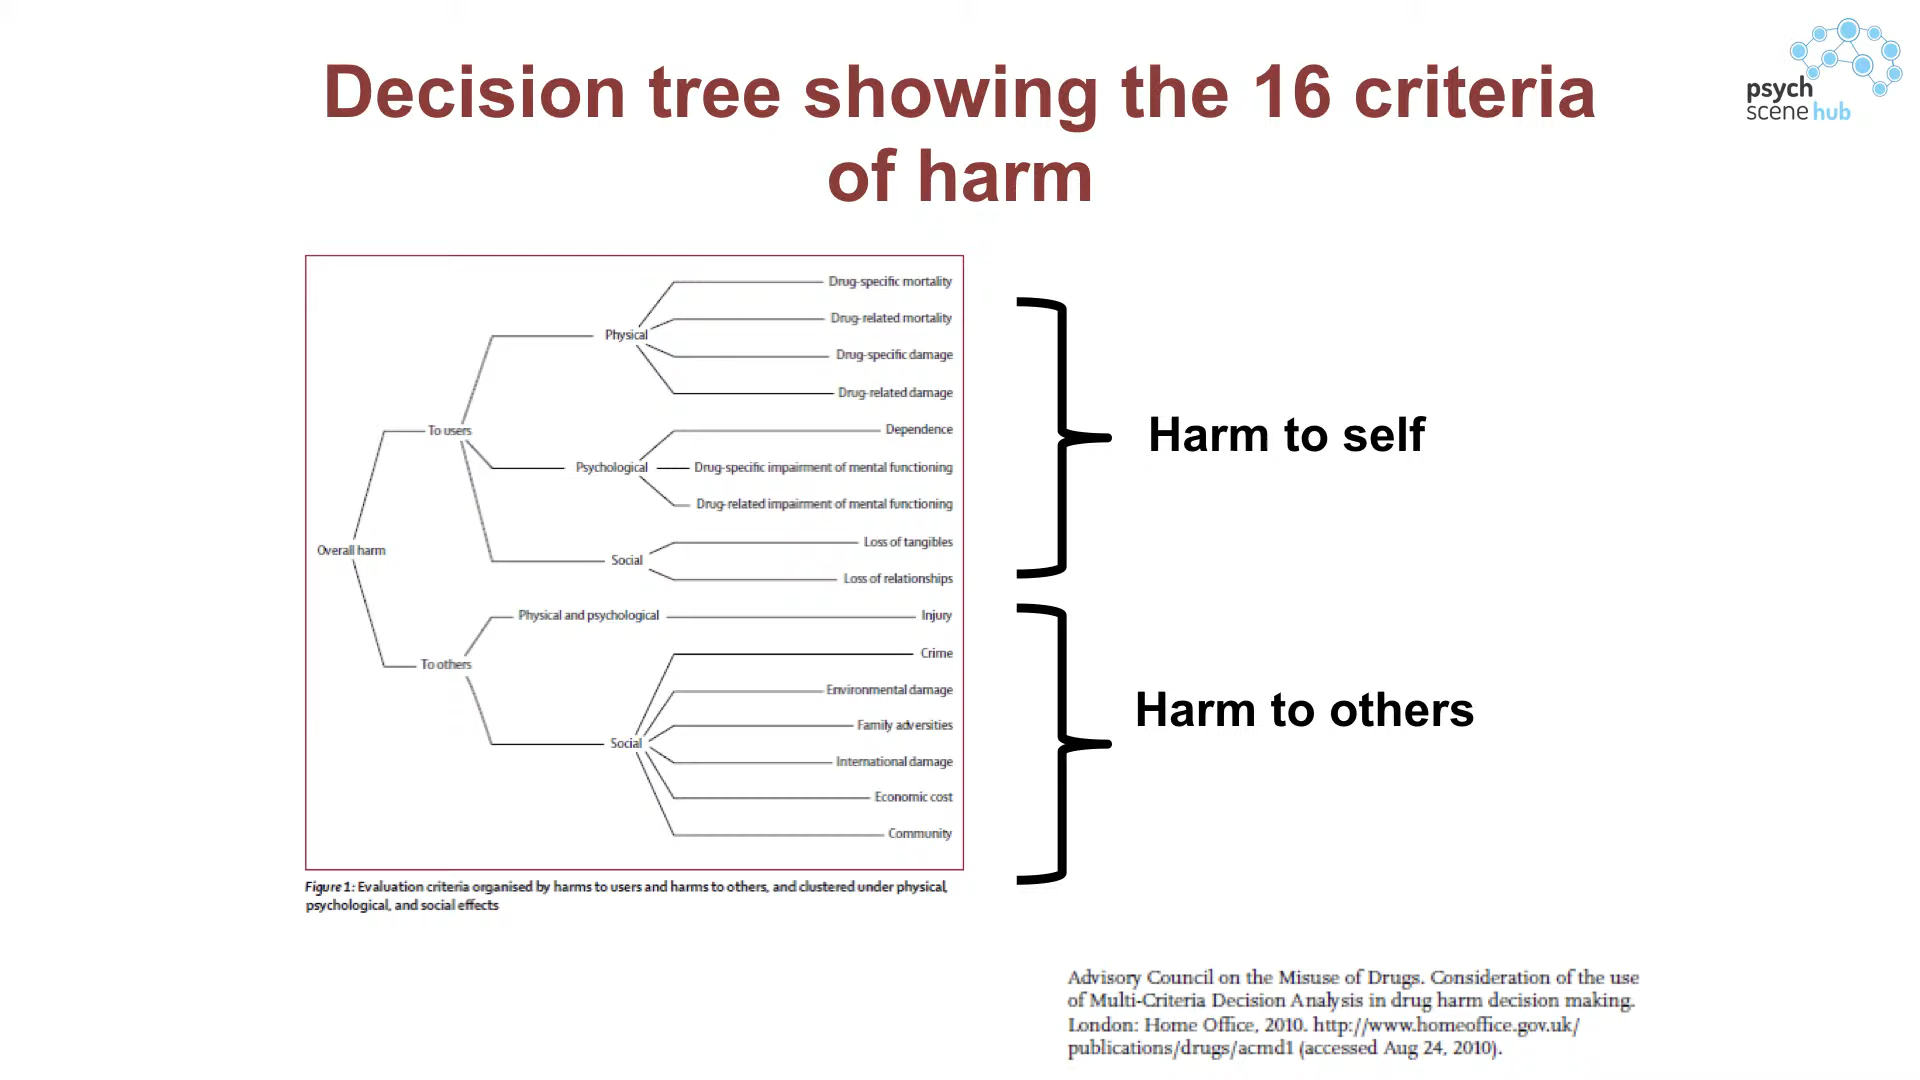 Decision tree showing the 16 criteria
of harm
psych
scene hub
Drug-specific mortality
Drug-related mortality
Physical
Drug-specific damage
Drug-related damage
To users
Dependence
Psychological
Drug-specific impairment of mental functioning
Drug-related impairment of mental functioning
Overall harm
Social
Loss of tangibles
Loss of relationships
Physical and psychological
Injury
To others
Crime
Environmental damage
Family adversities
Social
International damage
Economic cost
Community
Harm to self
Harm to others
Figure 1: Evaluation criteria organised by harms to users and harms to others, and clustered under physical,
psychological, and social effects
Advisory Council on the Misuse of Drugs. Consideration of the use
of Multi-Criteria Decision Analysis in drug harm decision making.
London: Home Office, 2010. http://www.homeoffice.gov.uk/
publications/drugs/acmd1 (accessed Aug 24, 2010).